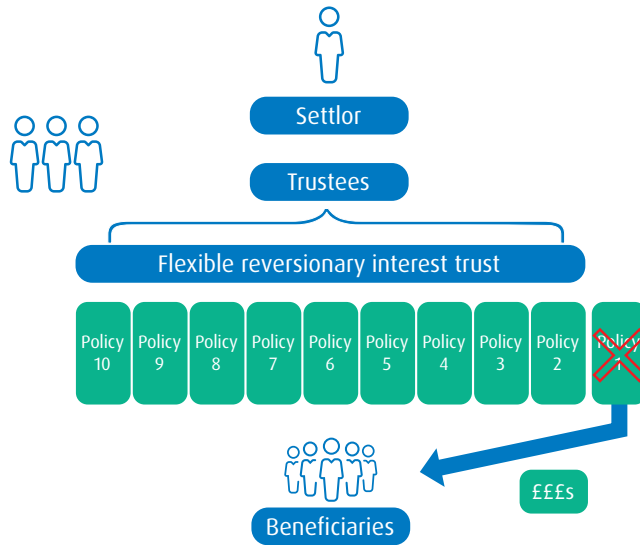 Settlor
Trustees
Flexible reversionary interest trust
Policy
10
Policy
9
Policy
8
Policy
7
Policy
6
Policy
5
Policy
4
Policy
3
Policy
2
Policy
1
£££s
Beneficiaries